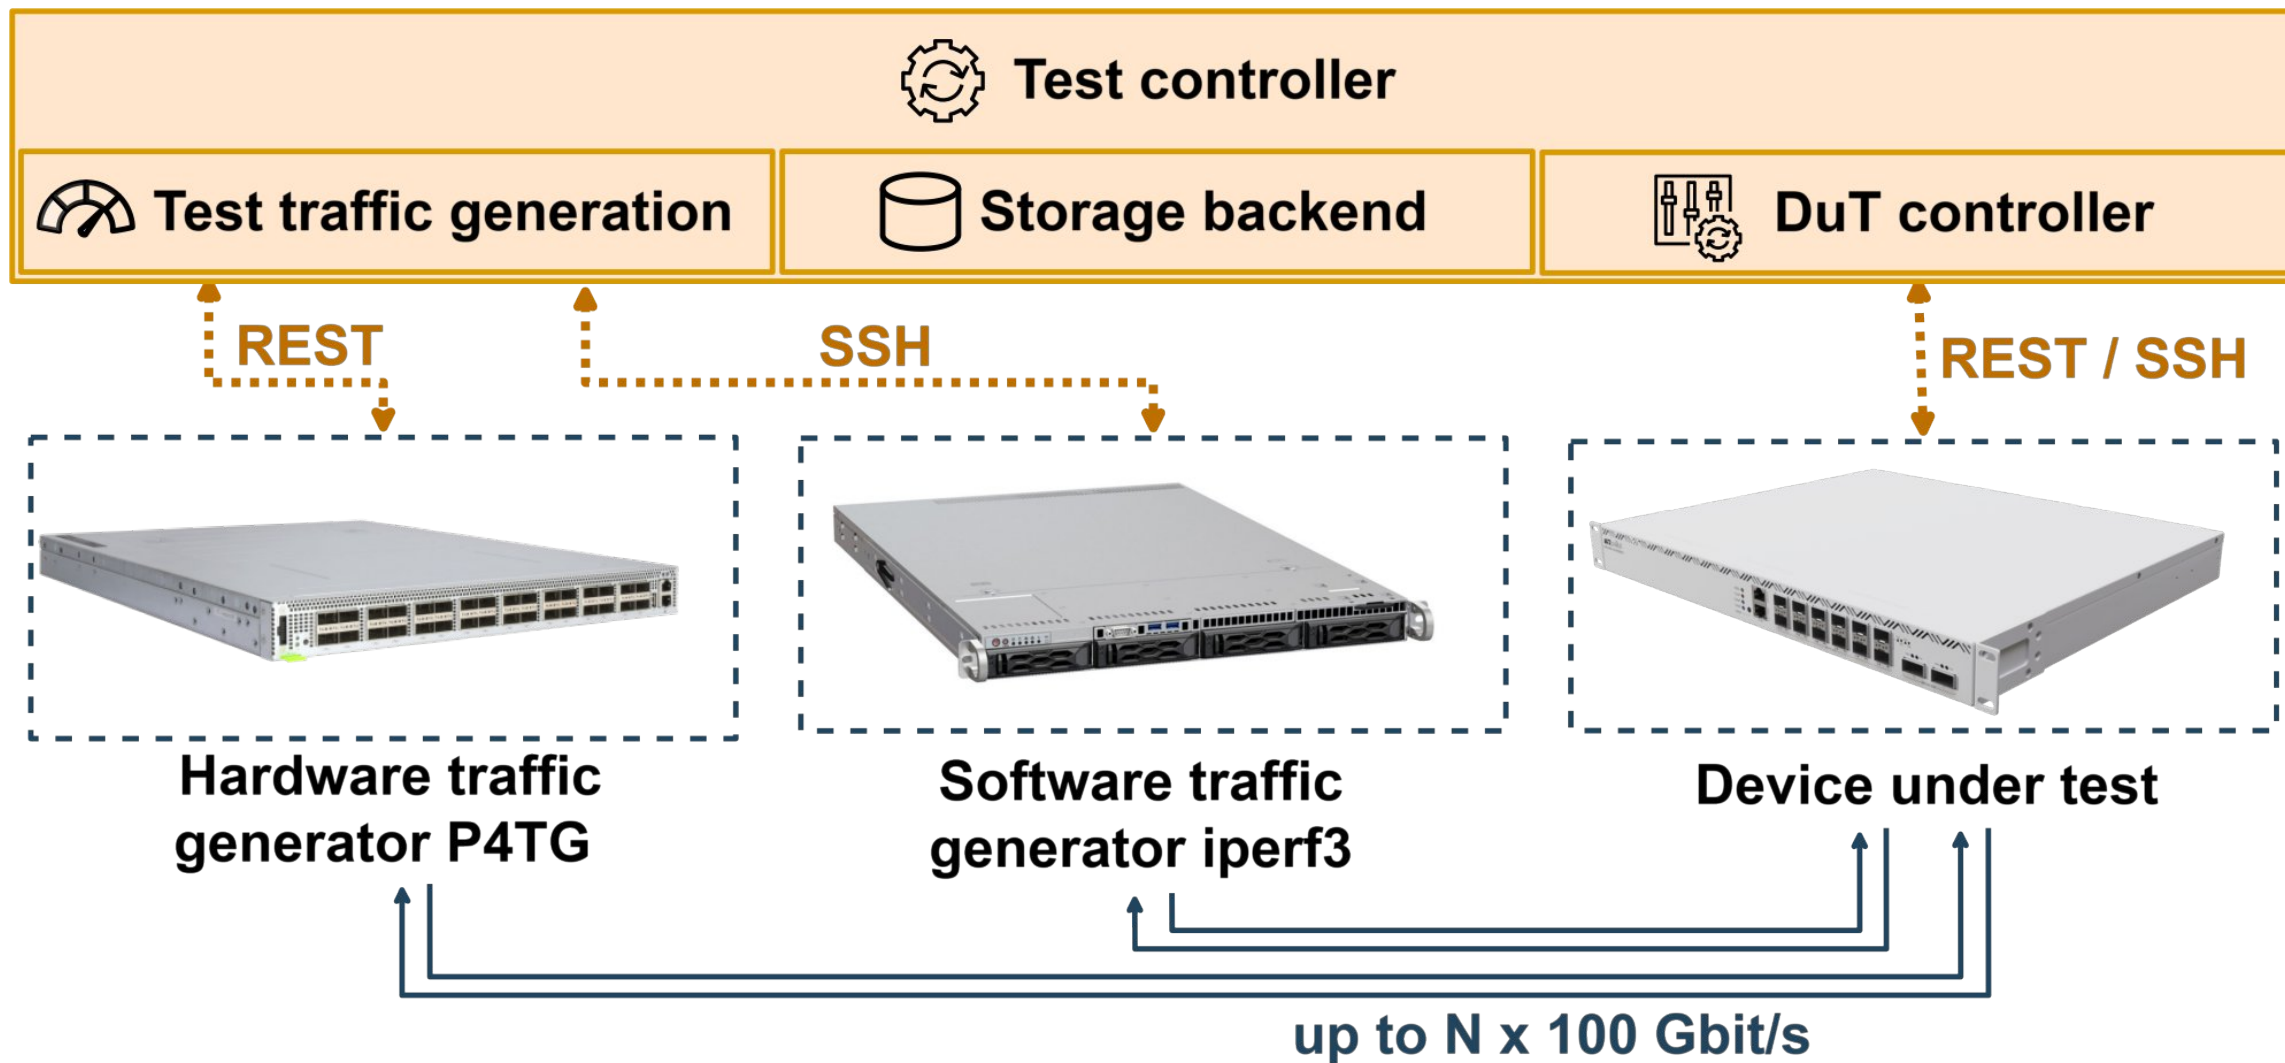 Test controller
Test traffic generation
Storage backend
DuT controller
REST
SSH
REST / SSH
Hardware traffic
generator P4TG
Software traffic
generator iperf3
Device under test
up to N x 100 Gbit/s